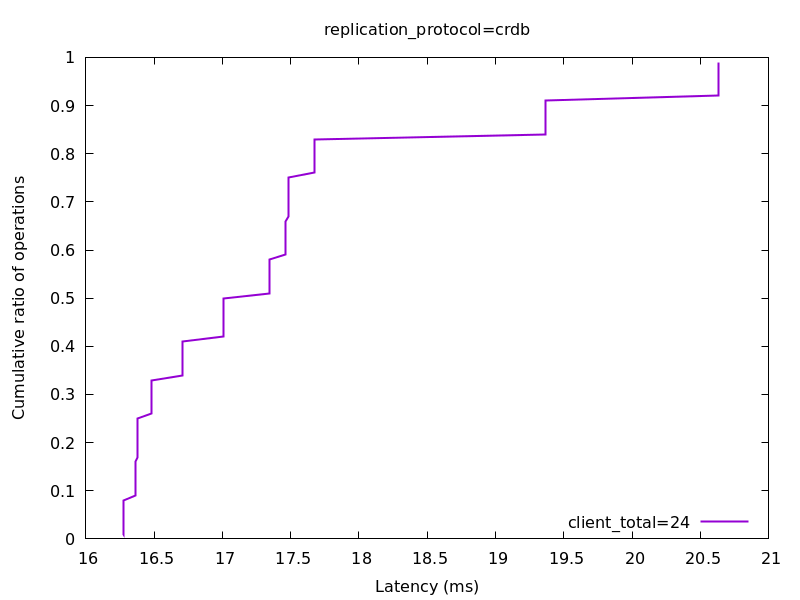 replication_protocol=crdb
1
0.9
0.8
0.7
0.6
0.5
0.4
0.3
0.2
0.1
0
Cumulative ratio of operations
client_total=24
16 16.5 17 17.5 18 18.5 19 19.5 20 20.5 21
Latency (ms)